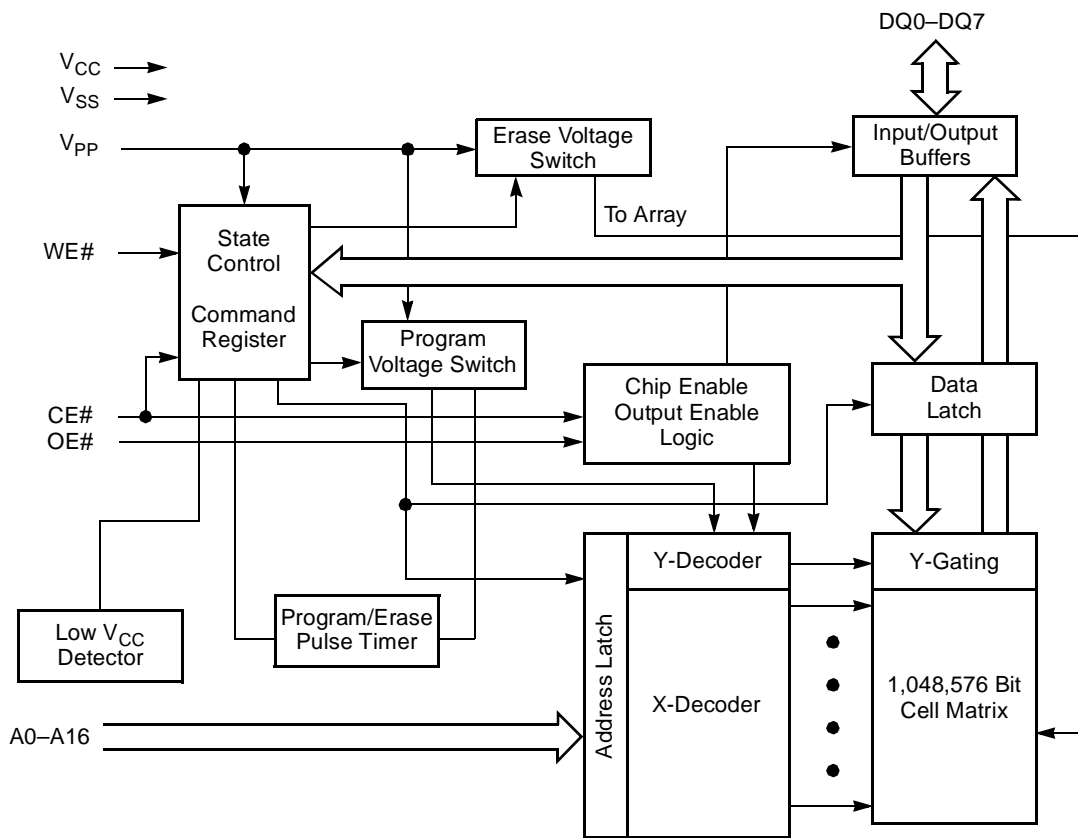 DQ0–DQ7
VCC
VSS
VPP
Erase Voltage
Switch
Input/Output
Buffers
To Array
WE#
State
Control
Command
Register
Program
Voltage Switch
Chip Enable
Output Enable
Logic
Data
Latch
CE#
OE#
Y-Decoder
Y-Gating
Low VCC
Detector
Program/Erase
Pulse Timer
Address Latch
X-Decoder
1,048,576 Bit
Cell Matrix
A0–A16